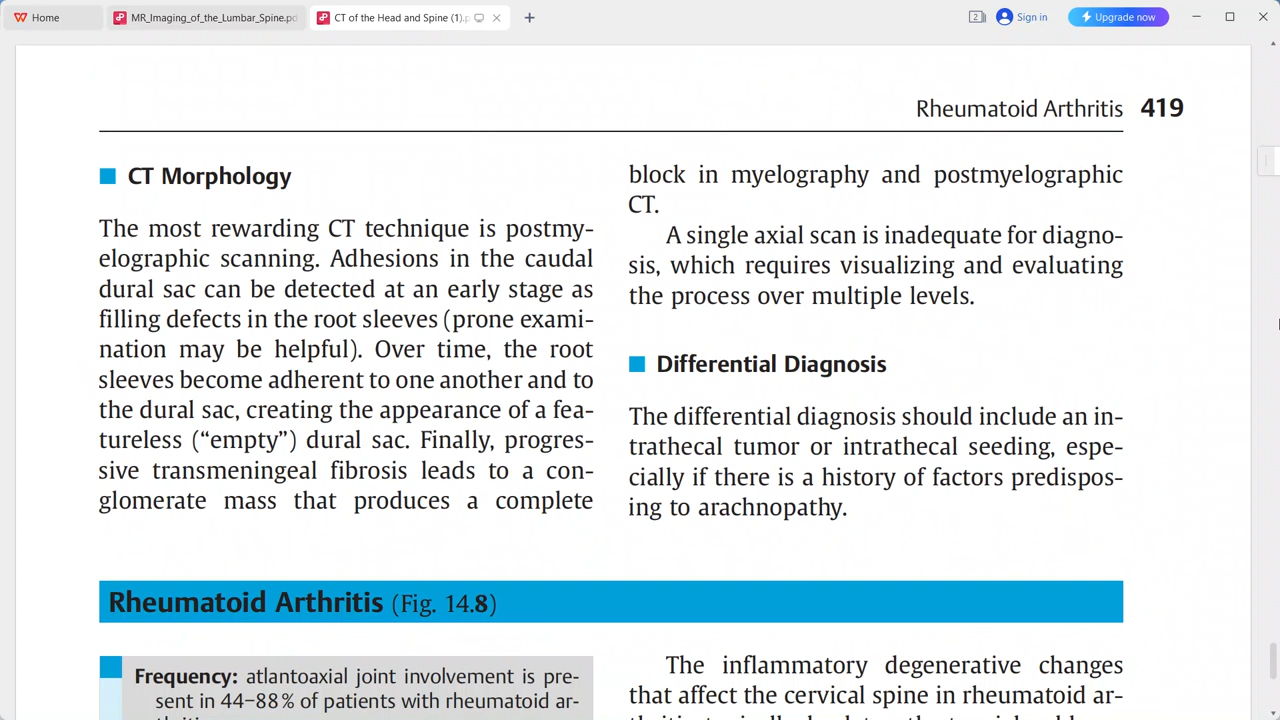 Home
MR_Imaging_of_the_Lumbar_Spine.pd
CT of the Head and Spine (1).p
2
Sign in
Upgrade now
Rheumatoid Arthritis 419
CT Morphology
The most rewarding CT technique is postmy-
elographic scanning. Adhesions in the caudal
dural sac can be detected at an early stage as
filling defects in the root sleeves (prone exami-
nation may be helpful). Over time, the root
sleeves become adherent to one another and to
the dural sac, creating the appearance of a fea-
tureless (“empty”) dural sac. Finally, progres-
sive transmeningeal fibrosis leads to a con-
glomerate mass that produces a complete
block in myelography and postmyelographic
CT.
A single axial scan is inadequate for diagno-
sis, which requires visualizing and evaluating
the process over multiple levels.
Differential Diagnosis
The differential diagnosis should include an in-
trathecal tumor or intrathecal seeding, espe-
cially if there is a history of factors predispos-
ing to arachnopathy.
Rheumatoid Arthritis (Fig. 14.8)
Frequency: atlantoaxial joint involvement is pre-
sent in 44–88% of patients with rheumatoid ar-
The inflammatory degenerative changes
that affect the cervical spine in rheumatoid ar-